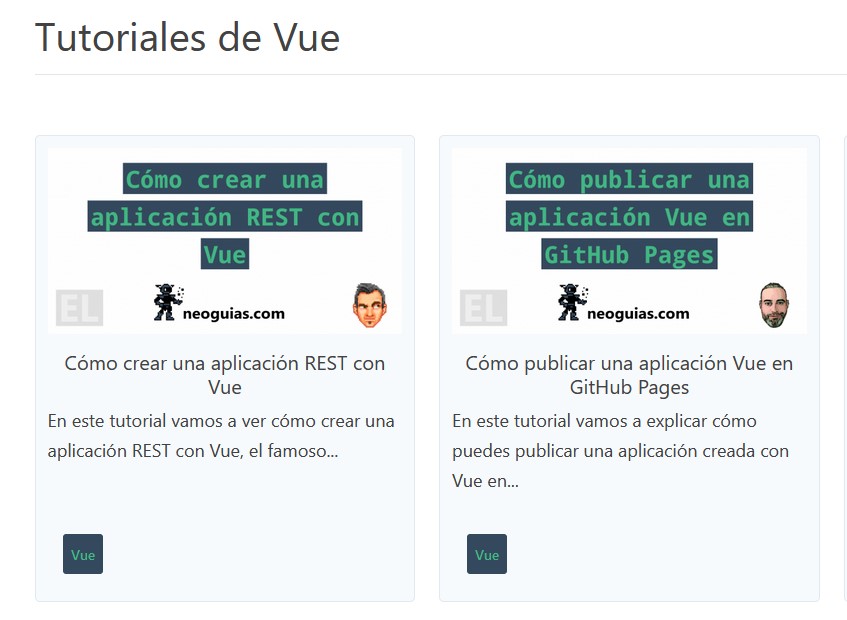 Tutoriales de Vue
Cómo crear una
aplicación REST con
Vue
EL
neoguias.com
Cómo crear una aplicación REST con
Vue
En este tutorial vamos a ver cómo crear una
aplicación REST con Vue, el famoso...
Vue
Cómo publicar una
aplicación Vue en
GitHub Pages
EL
neoguias.com
Cómo publicar una aplicación Vue en
GitHub Pages
En este tutorial vamos a explicar cómo
puedes publicar una aplicación creada con
Vue en...
Vue